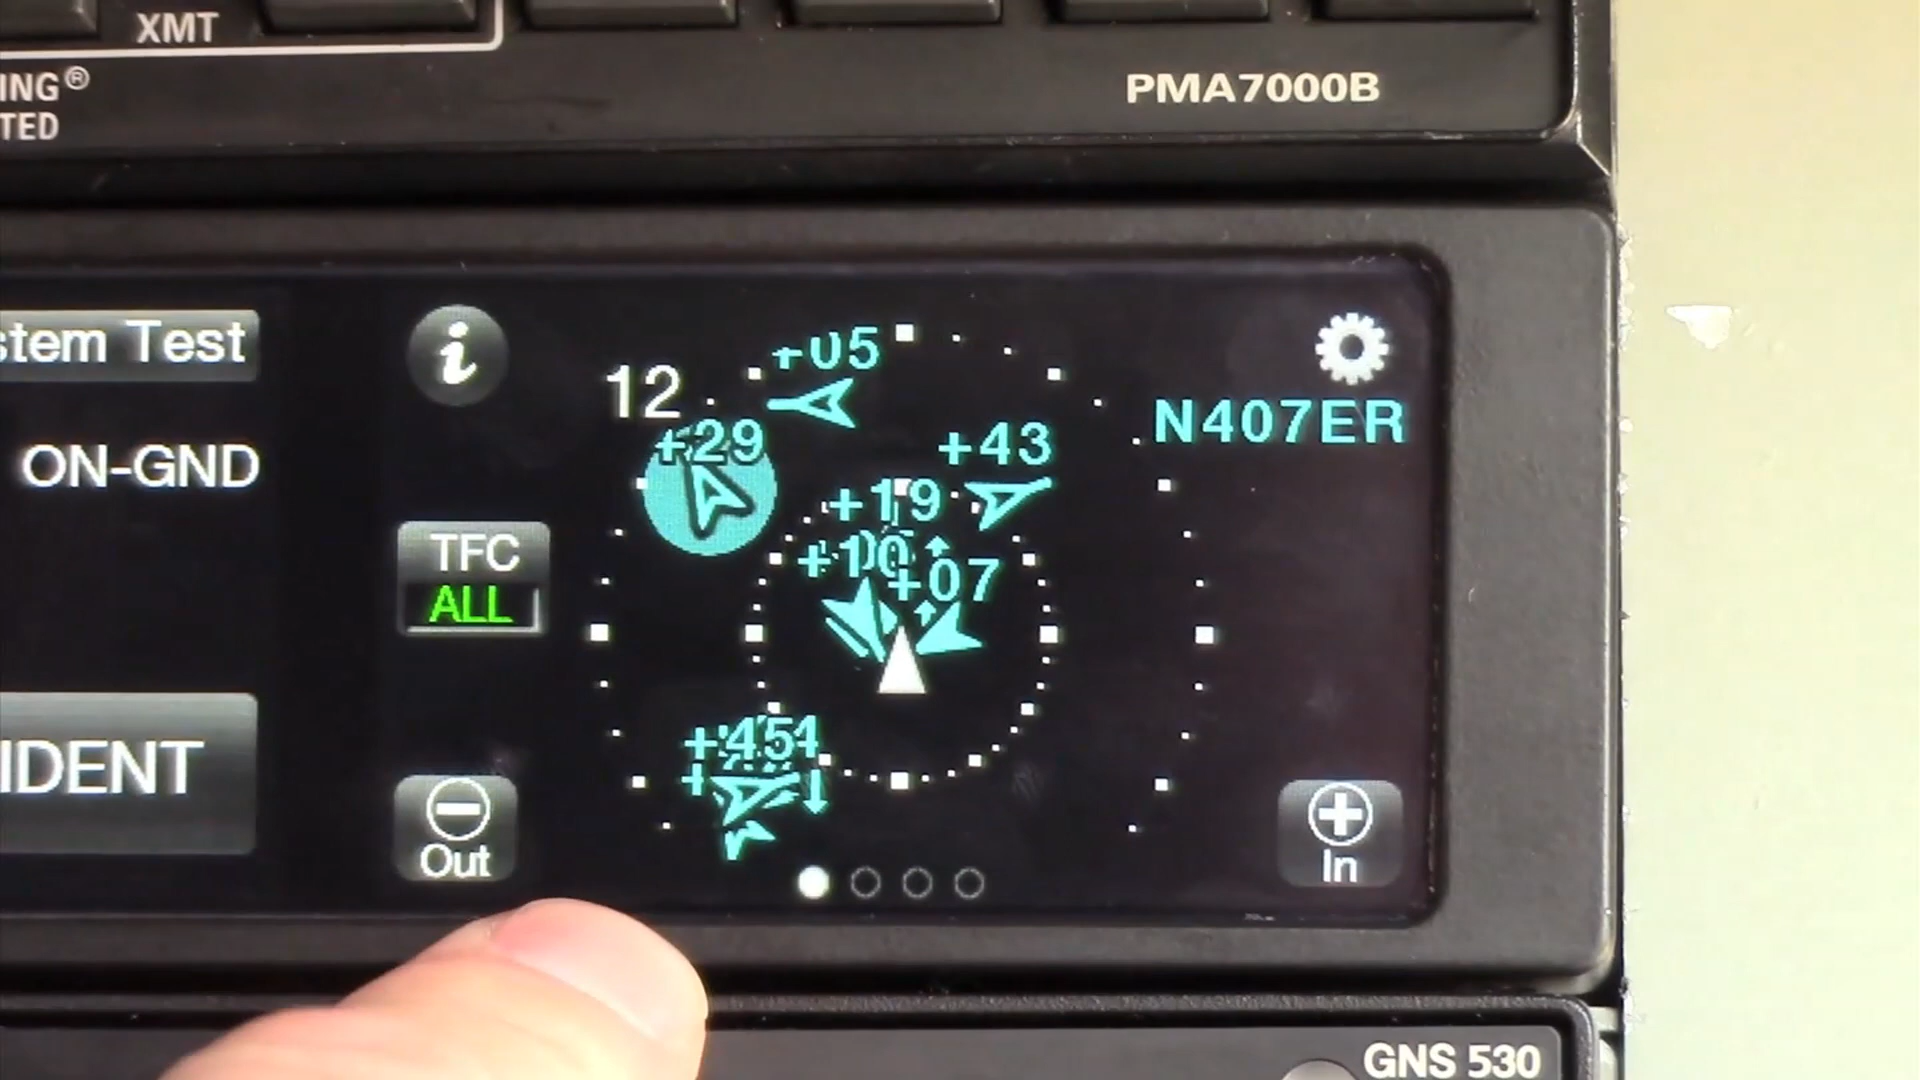 XMT
ING®
TED
PMA7000B
stem Test
i
+05
12
+29
N407ER
+43
ON-GND
+19
TFC
ALL
+07
IDENT
Out
In
GNS 530